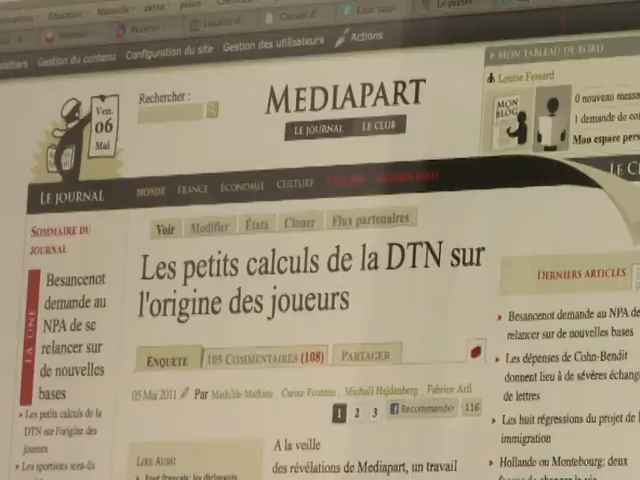 Gestion du contenu Configuration du site Gestion des utilisateurs Actions
MON TABLEAU DE BORD
Ven.
06
Mai
Rechercher :
MEDIAPART
LE JOURNAL LE CLUB
MON
BLOG
0 nouveau
1 demande de
Mon espace
LE JOURNAL
MONDE FRANCE ÉCONOMIE CULTURE
SOMMAIRE DU
JOURNAL
LA UNE
Besancenot
demande au
NPA de se
relancer sur
de nouvelles
bases
Les petits calculs de la
DTN sur l'origine des
joueurs
Les sportives sont-ils
Voir Modifier États Cloner Flux partenaires
Les petits calculs de la DTN sur
l'origine des joueurs
ENQUETE 105 COMMENTAIRES (108) PARTAGER
05 Mai 2011 Par Mathilde Mathieu, Michaël Hajdenberg, Fabrice Arfi
1 2 3 Recommander 116
LIRE AUSSI
A la veille
des révélations de Mediapart, un travail
DERNIERS ARTICLES
Besancenot demande au NPA de
relancer sur de nouvelles bases
Les dépenses de Cohn-Bendit
donnent lieu à de sévères
de lettres
Les huit régressions du projet de
immigration
Hollande ou Montebourg: deux